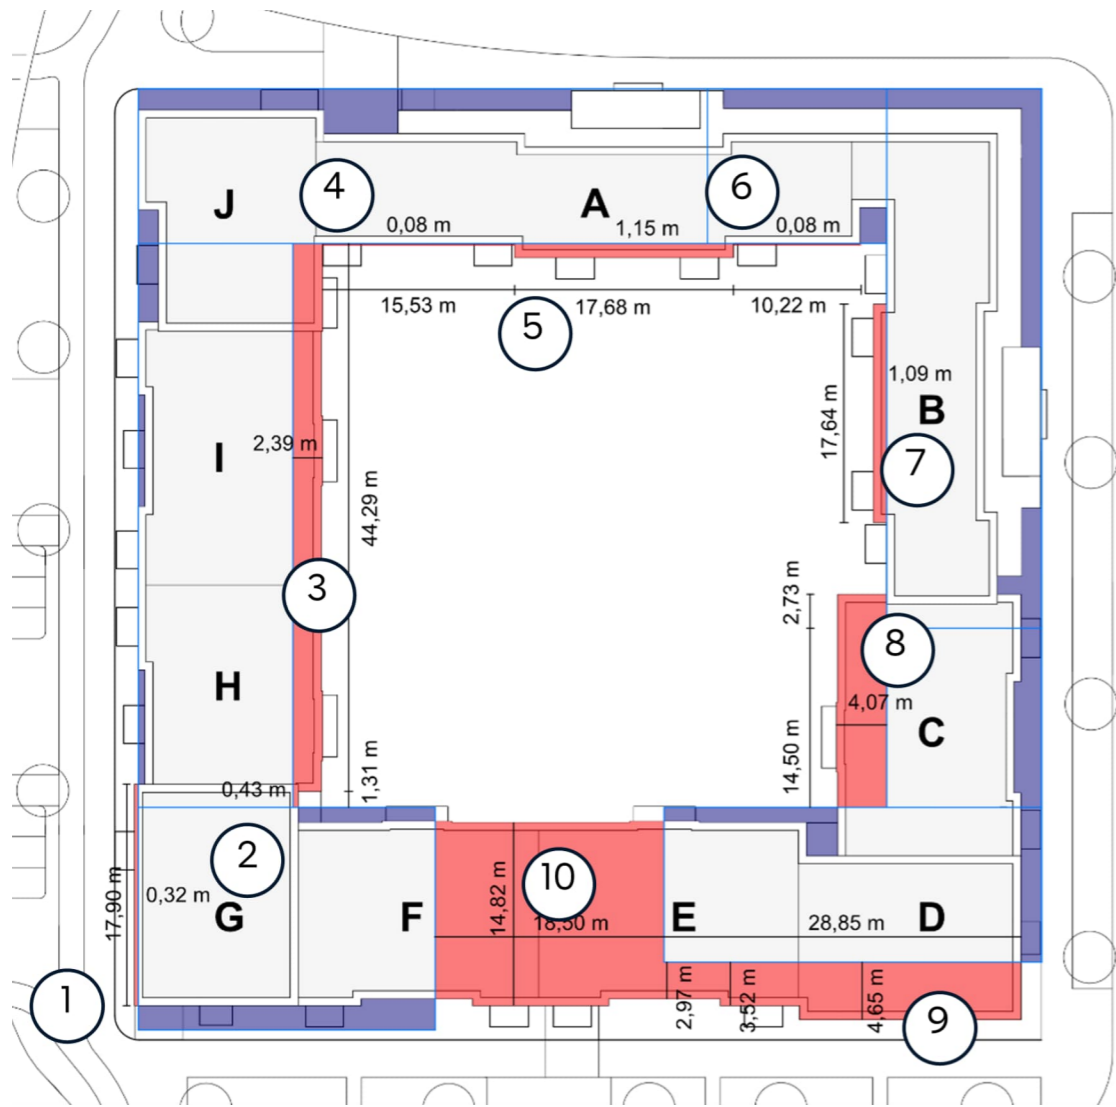 J
4
A
6
0,08 m
1,15 m
0,08 m
15,53 m
5
17,68 m
10,22 m
1,09 m
B
17,64 m
7
I
2,39 m
44,29 m
3
2,73 m
8
H
4,07 m
C
14,50 m
1,31 m
0,43 m
2
10
14,82 m
17,90 m
0,32 m
G
F
18,50 m
E
28,85 m
D
1
2,97 m
3,52 m
4,65 m
9